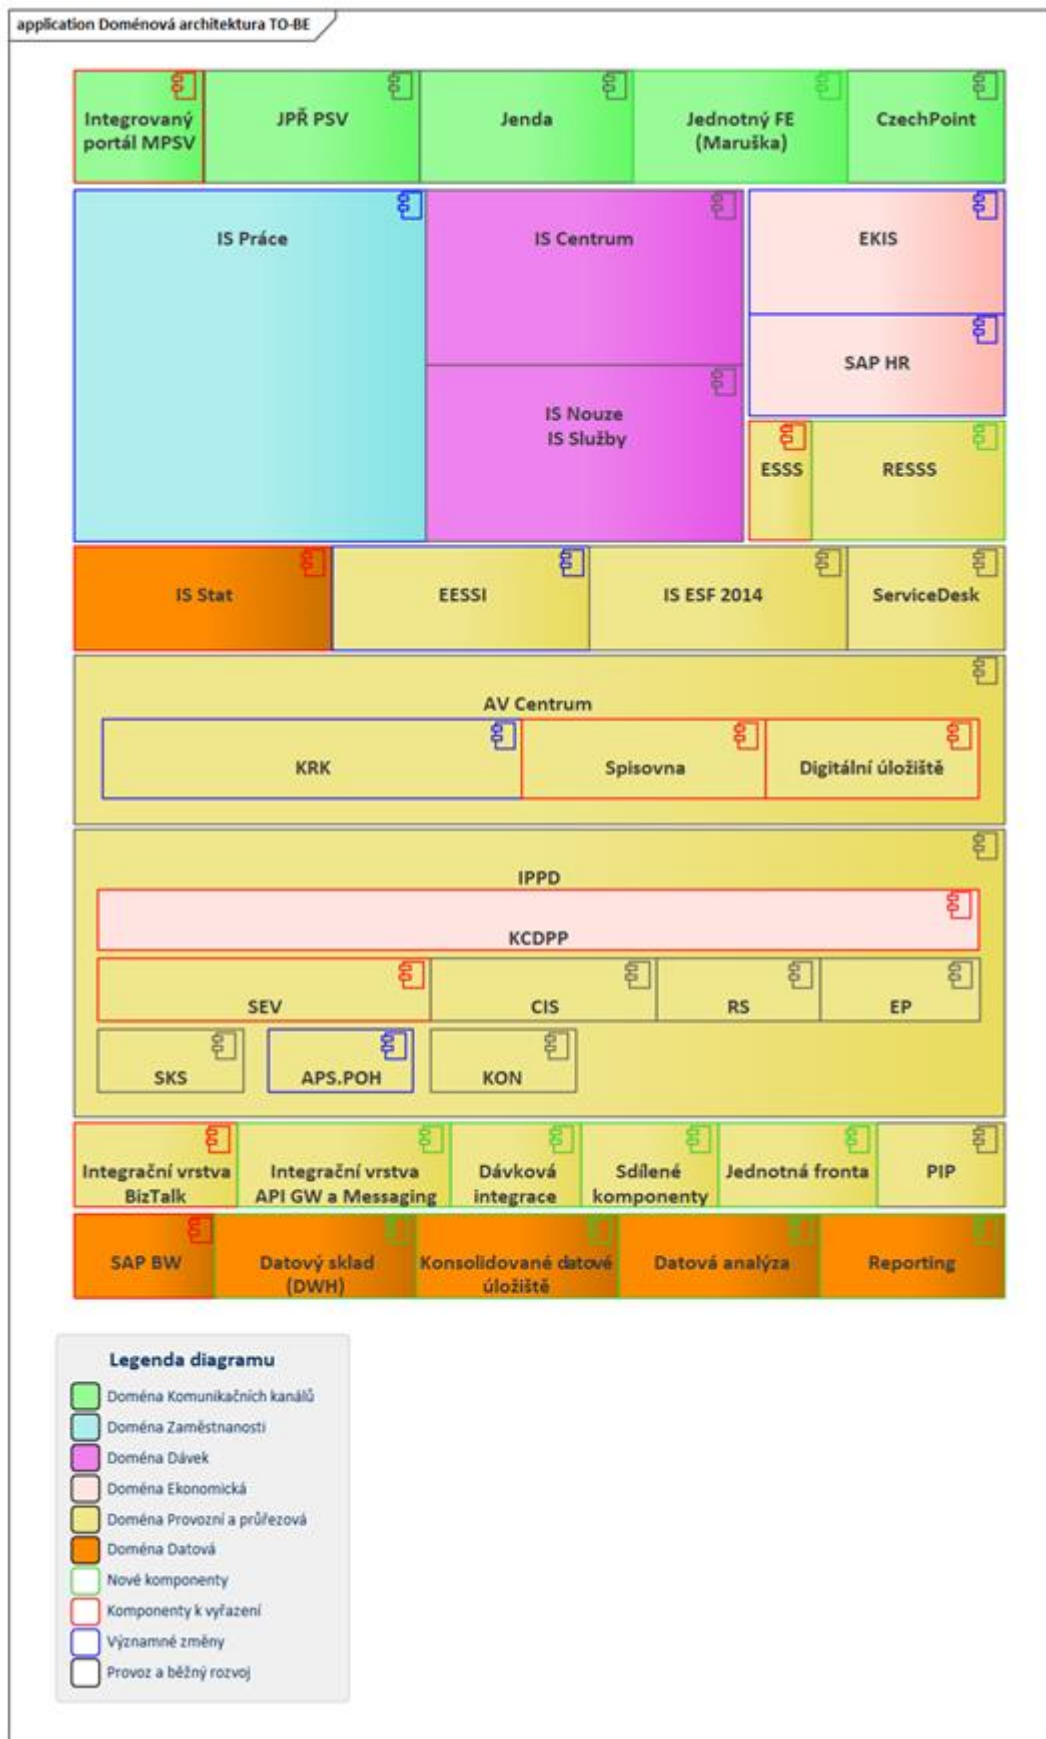 application Doménová architektura TO-BE
Integrovaný
portál MPSV
JPŘ PSV
Jenda
Jednotný FE
(Maruška)
CzechPoint
IS Práce
IS Centrum
EKIS
SAP HR
IS Nouze
IS Služby
ESSS
RESSS
IS Stat
EESSI
IS ESF 2014
ServiceDesk
AV Centrum
KRK
Spisovna
Digitální úložiště
IPPD
KCDPP
SEV
CIS
RS
EP
SKS
APS.POH
KON
Integrační vrstva
BizTalk
Integrační vrstva
API GW a Messaging
Dávková
integrace
Sdílené
komponenty
Jednotná fronta
PIP
SAP BW
Datový sklad
(DWH)
Konsolidované datové
úložiště
Datová analýza
Reporting
Legenda diagramu
Doména Komunikačních kanálů
Doména Zaměstnanosti
Doména Dávek
Doména Ekonomická
Doména Provozní a průřezová
Doména Datová
Nové komponenty
Komponenty k vyřazení
Významné změny
Provoz a běžný rozvoj